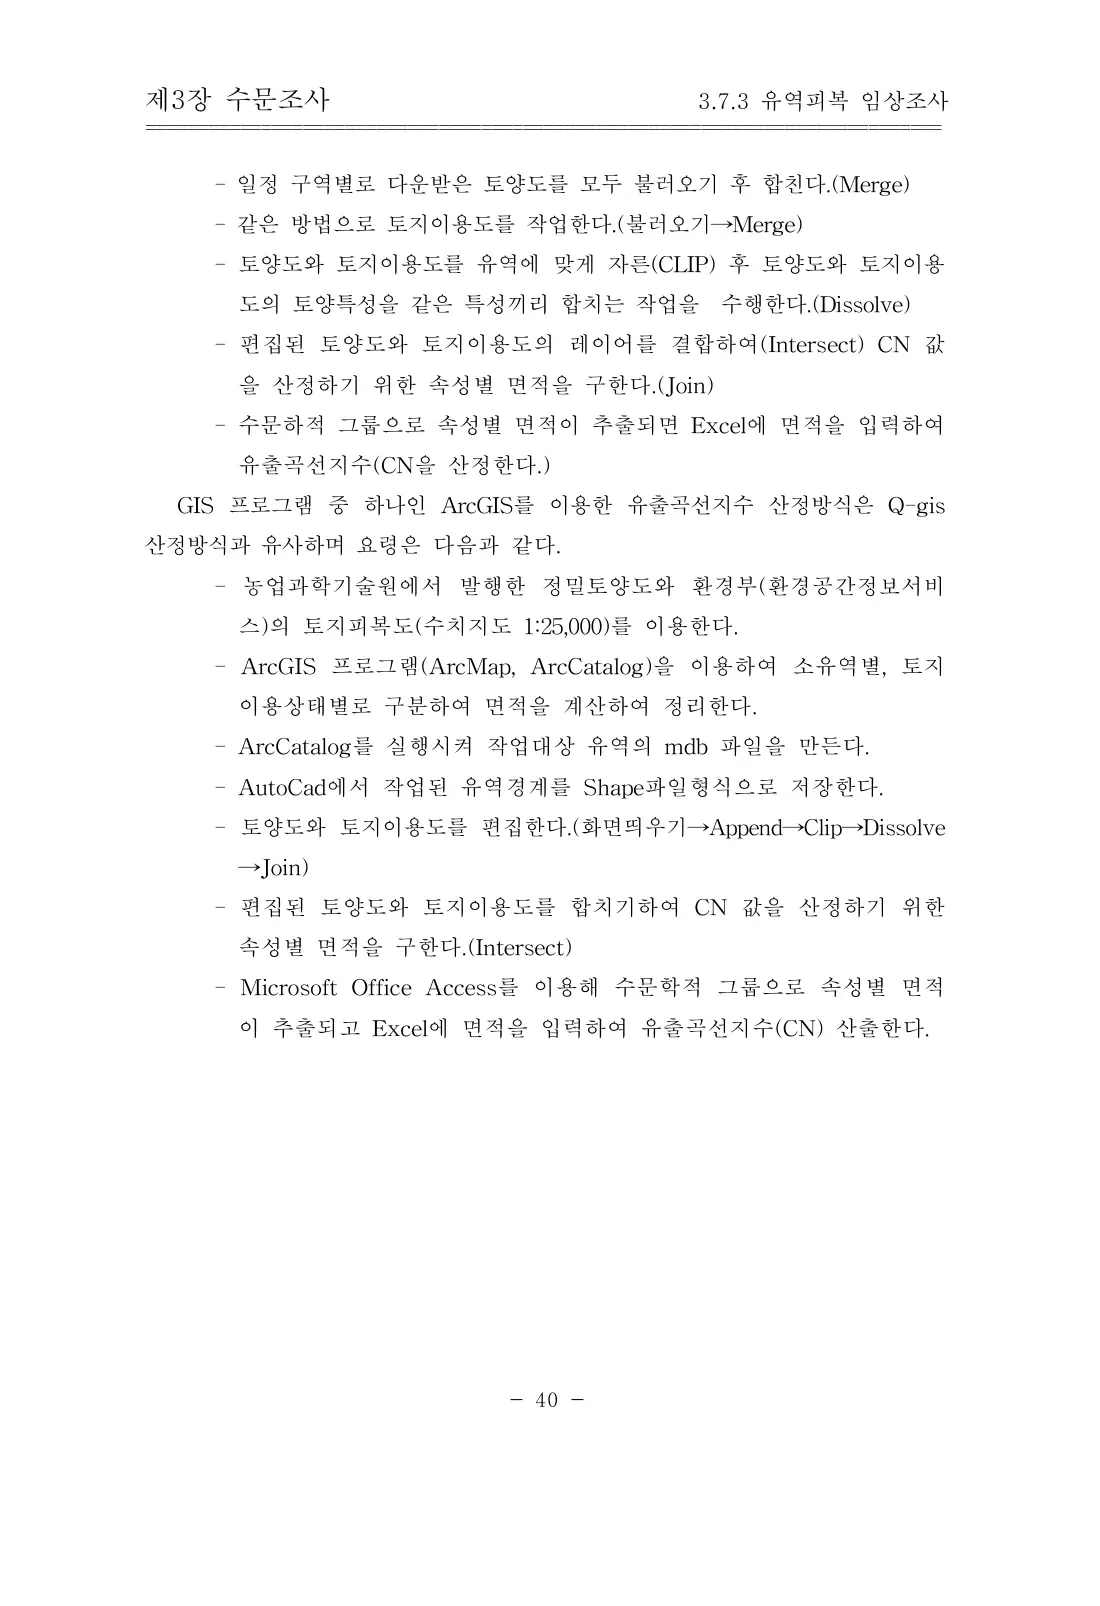 제3장 수문조사
3.7.3 유역피복 임상조사
- 일정 구역별로 다운받은 토양도를 모두 불러오기 후 합친다.(Merge)
- 같은 방법으로 토지이용도를 작업한다.(불러오기→Merge)
- 토양도와 토지이용도를 유역에 맞게 자른(CLIP) 후 토양도와 토지이용
도의 토양특성을 같은 특성끼리 합치는 작업을 수행한다.(Dissolve)
- 편집된 토양도와 토지이용도의 레이어를 결합하여(Intersect) CN 값
을 산정하기 위한 속성별 면적을 구한다.(Join)
- 수문하적 그룹으로 속성별 면적이 추출되면 Excel에 면적을 입력하여
유출곡선지수(CN을 산정한다.)
GIS 프로그램 중 하나인 ArcGIS를 이용한 유출곡선지수 산정방식은 Q-gis
산정방식과 유사하며 요령은 다음과 같다.
- 농업과학기술원에서 발행한 정밀토양도와 환경부(환경공간정보서비
스)의 토지피복도(수치지도 1:25,000)를 이용한다.
- ArcGIS 프로그램(ArcMap, ArcCatalog)을 이용하여 소유역별, 토지
이용상태별로 구분하여 면적을 계산하여 정리한다.
- ArcCatalog를 실행시켜 작업대상 유역의 mdb 파일을 만든다.
- AutoCad에서 작업된 유역경계를 Shape파일형식으로 저장한다.
- 토양도와 토지이용도를 편집한다.(화면띄우기→Append→Clip→Dissolve
→Join)
- 편집된 토양도와 토지이용도를 합치기하여 CN 값을 산정하기 위한
속성별 면적을 구한다.(Intersect)
- Microsoft Office Access를 이용해 수문학적 그룹으로 속성별 면적
이 추출되고 Excel에 면적을 입력하여 유출곡선지수(CN) 산출한다.
- 40 -